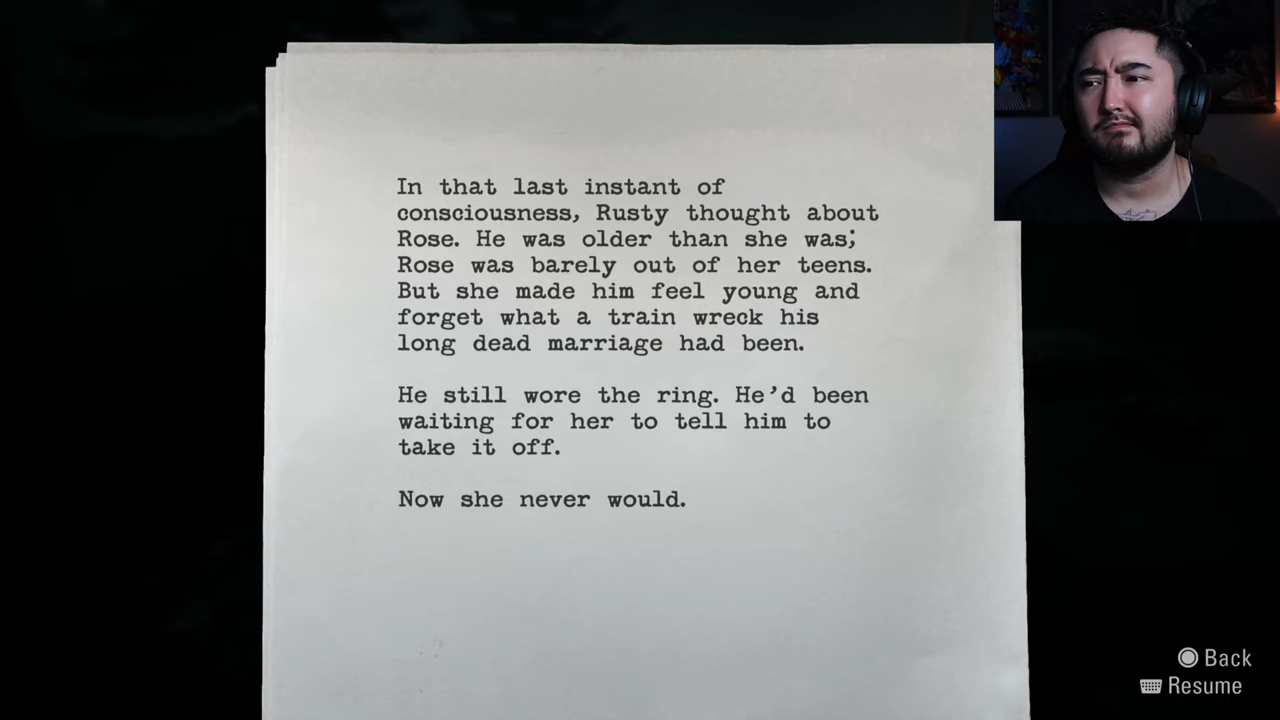 In that last instant of
consciousness, Rusty thought about
Rose. He was older than she was;
Rose was barely out of her teens.
But she made him feel young and
forget what a train wreck his
long dead marriage had been.
He still wore the ring. He’d been
waiting for her to tell him to
take it off.
Now she never would.
Back
Resume